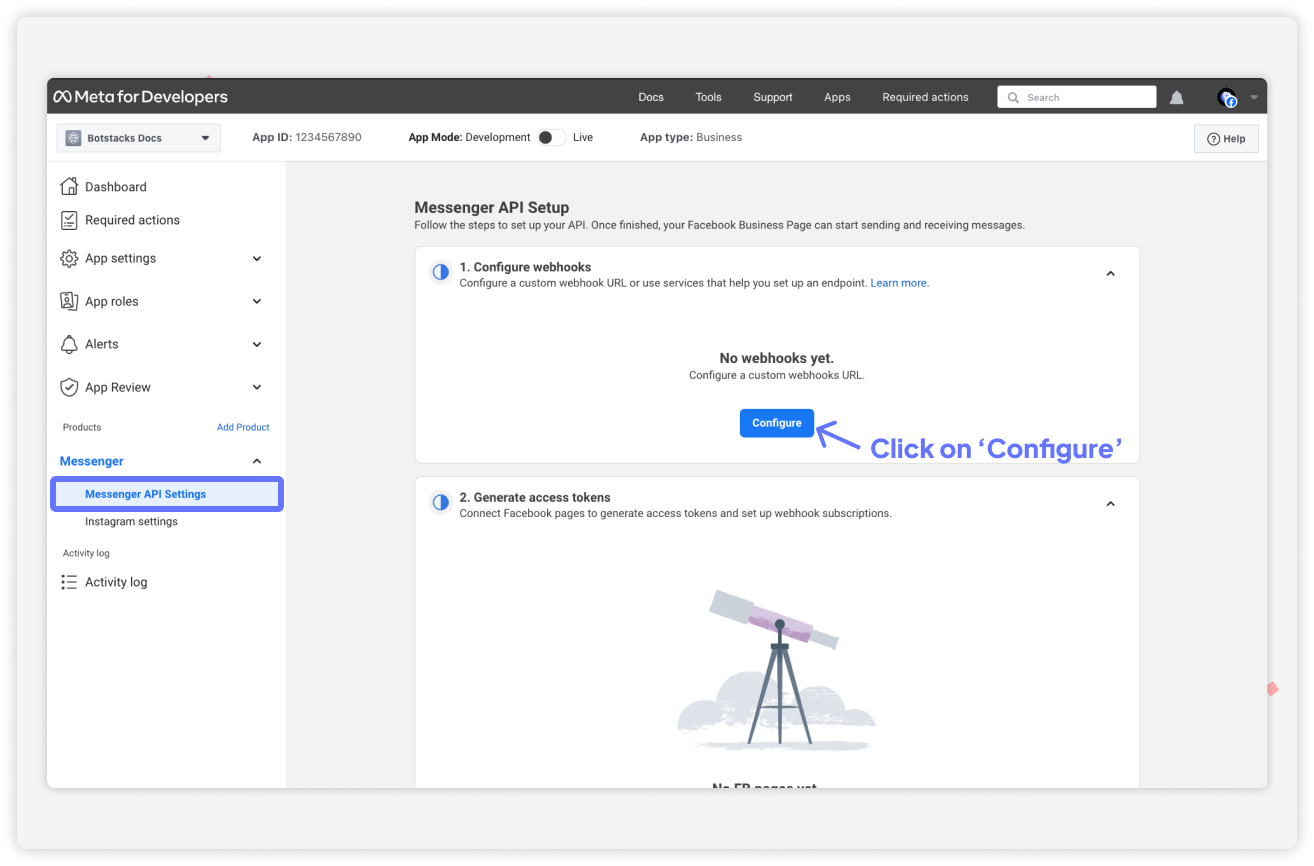 Meta for Developers
Docs
Tools
Support
Apps
Required actions
Search
Botstacks Docs
App ID: 1234567890
App Mode: Development
Live
App type: Business
Help
Dashboard
Required actions
App settings
App roles
Alerts
App Review
Products
Add Product
Messenger
Messenger API Settings
Instagram settings
Activity log
Activity log
Messenger API Setup
Follow the steps to set up your API. Once finished, your Facebook Business Page can start sending and receiving messages.
1. Configure webhooks
Configure a custom webhook URL or use services that help you set up an endpoint. Learn more.
No webhooks yet.
Configure a custom webhooks URL.
Configure
Click on ‘Configure’
2. Generate access tokens
Connect Facebook pages to generate access tokens and set up webhook subscriptions.
No FB pages yet